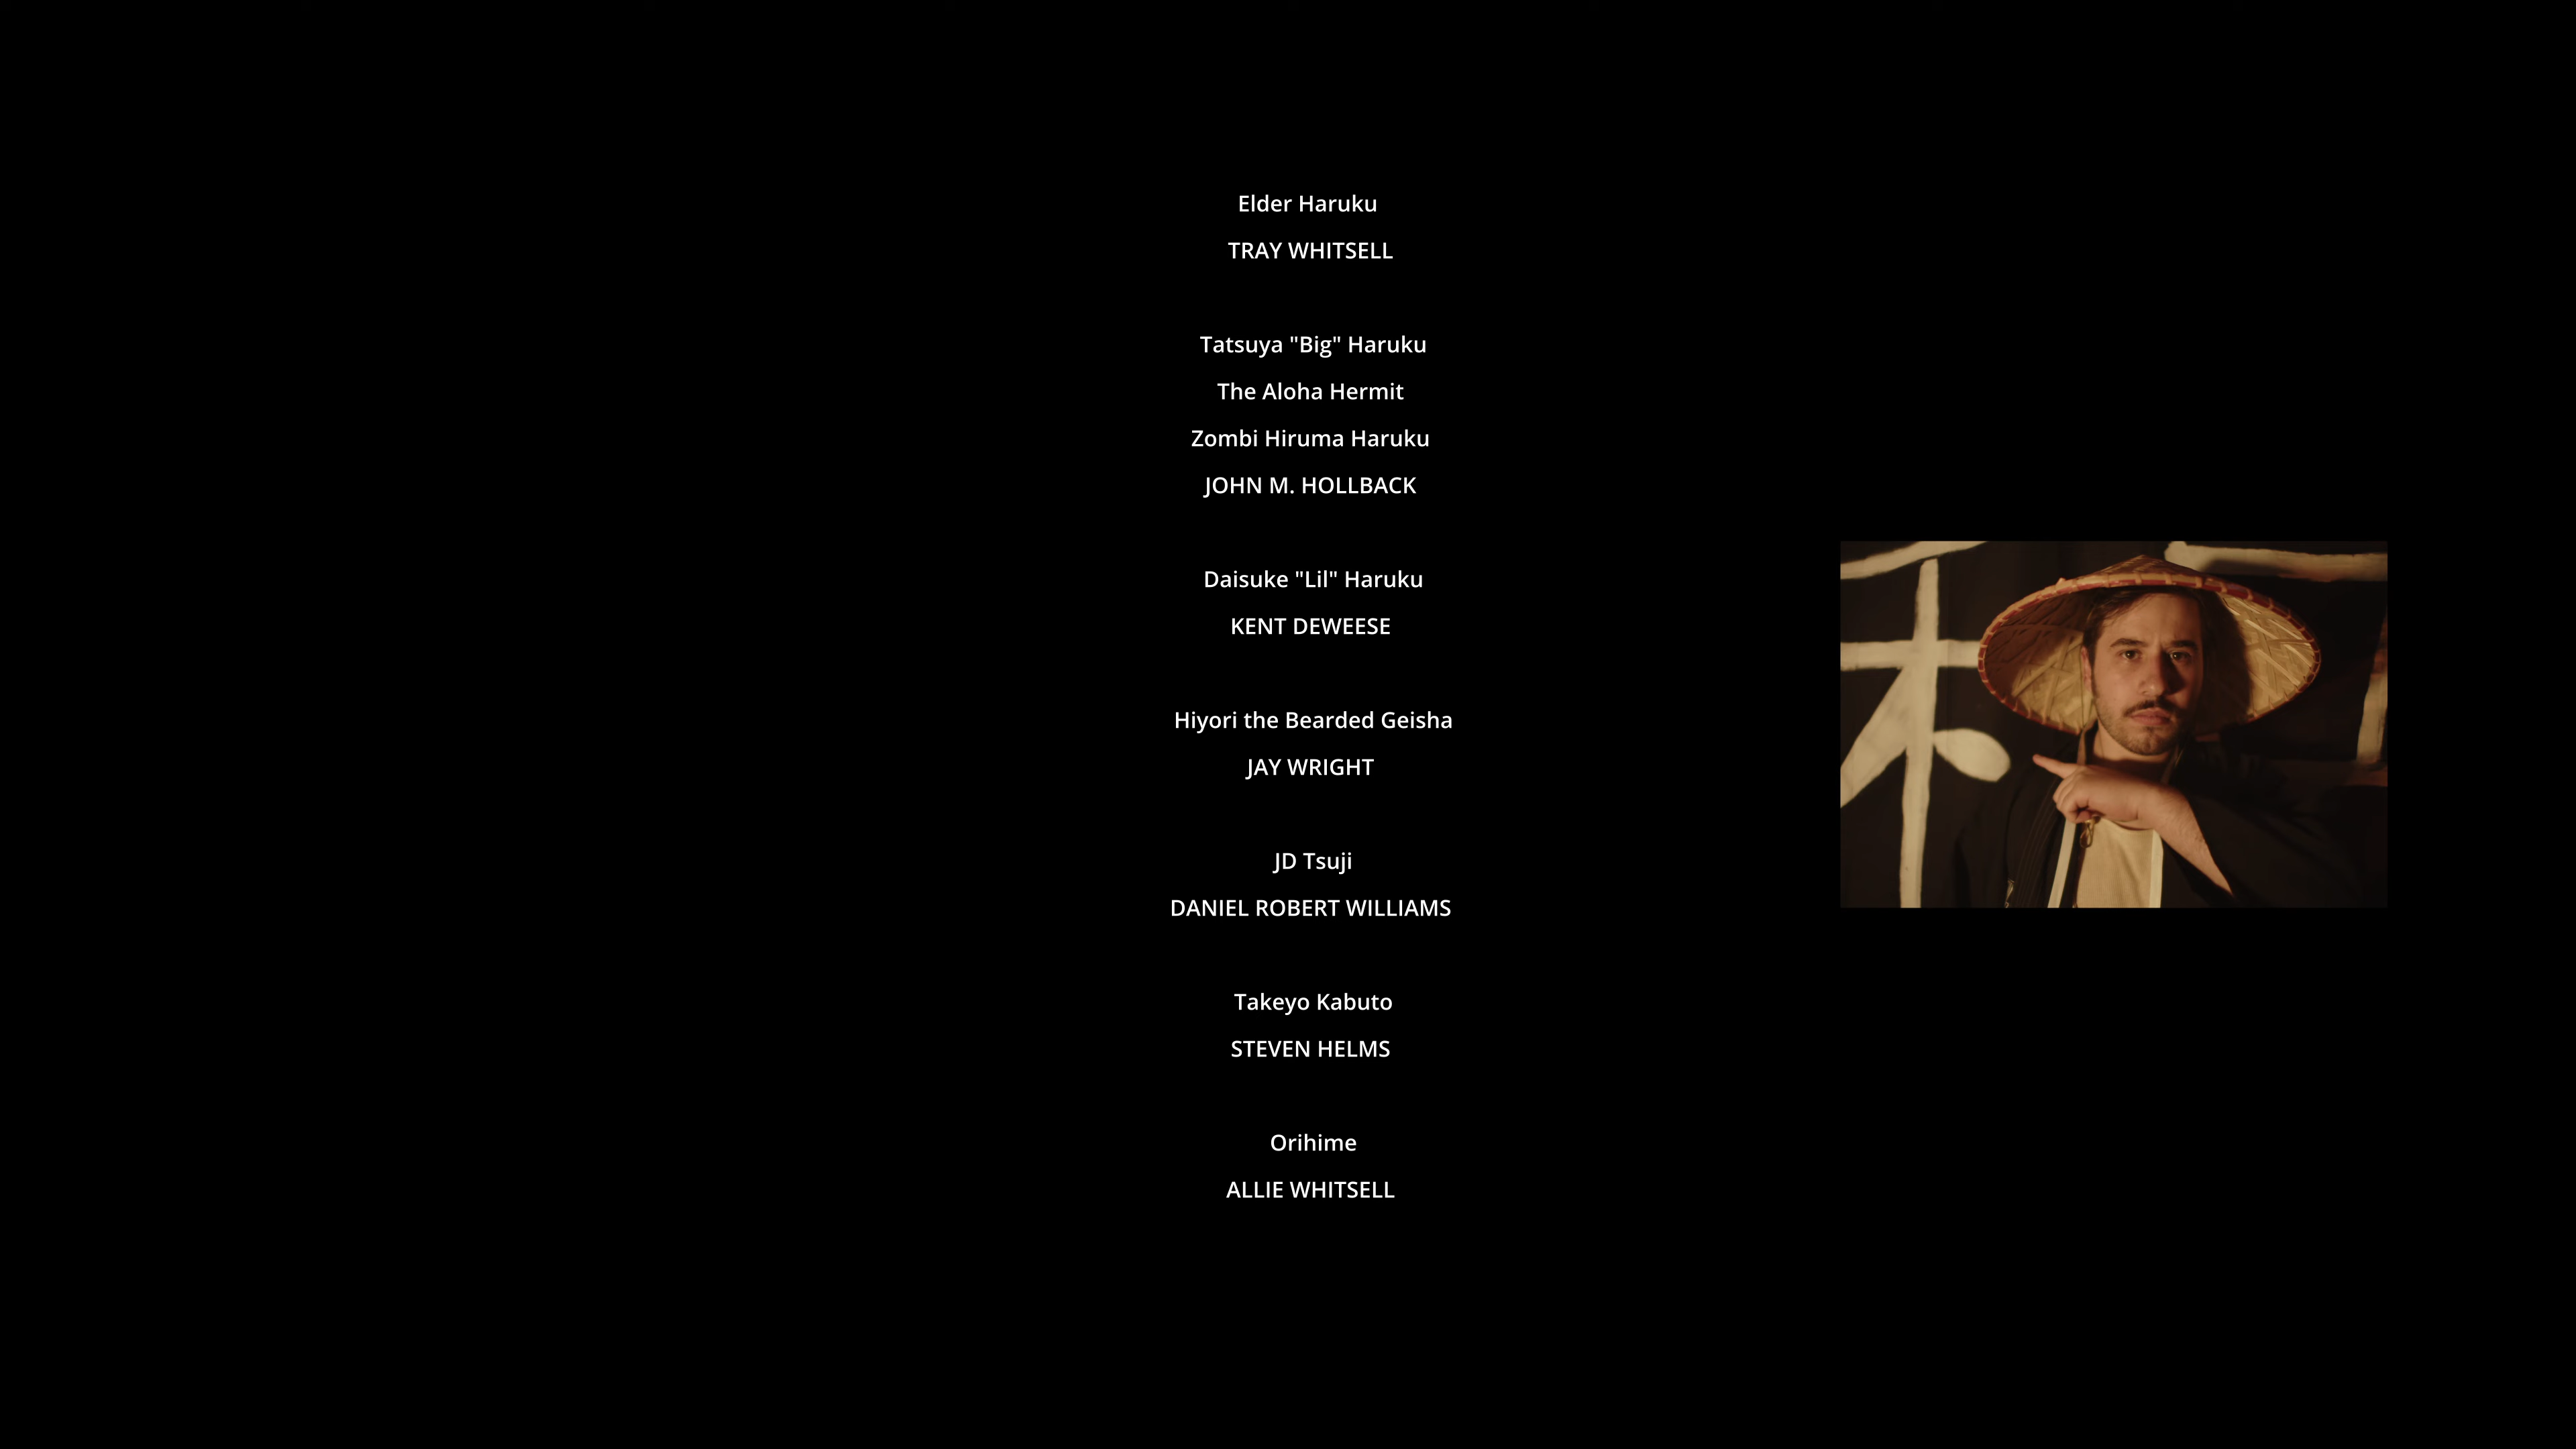 Elder Haruku
TRAY WHITSELL
Tatsuya "Big" Haruku
The Aloha Hermit
Zombi Hiruma Haruku
JOHN M. HOLLBACK
Daisuke "Lil" Haruku
KENT DEWEESE
Hiyori the Bearded Geisha
JAY WRIGHT
JD Tsuji
DANIEL ROBERT WILLIAMS
Takeyo Kabuto
STEVEN HELMS
Orihime
ALLIE WHITSELL